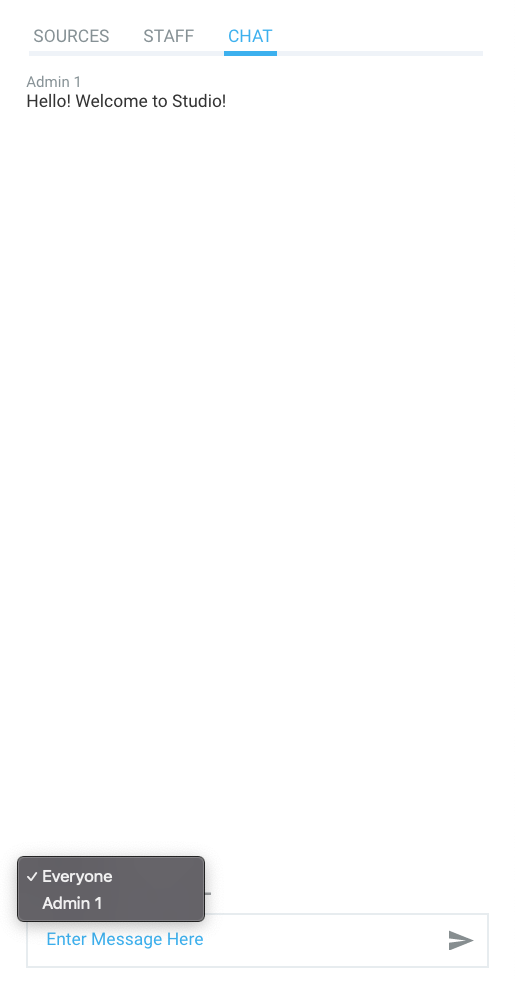 SOURCES STAFF CHAT
Admin 1
Hello! Welcome to Studio!
✓ Everyone
Admin 1
Enter Message Here